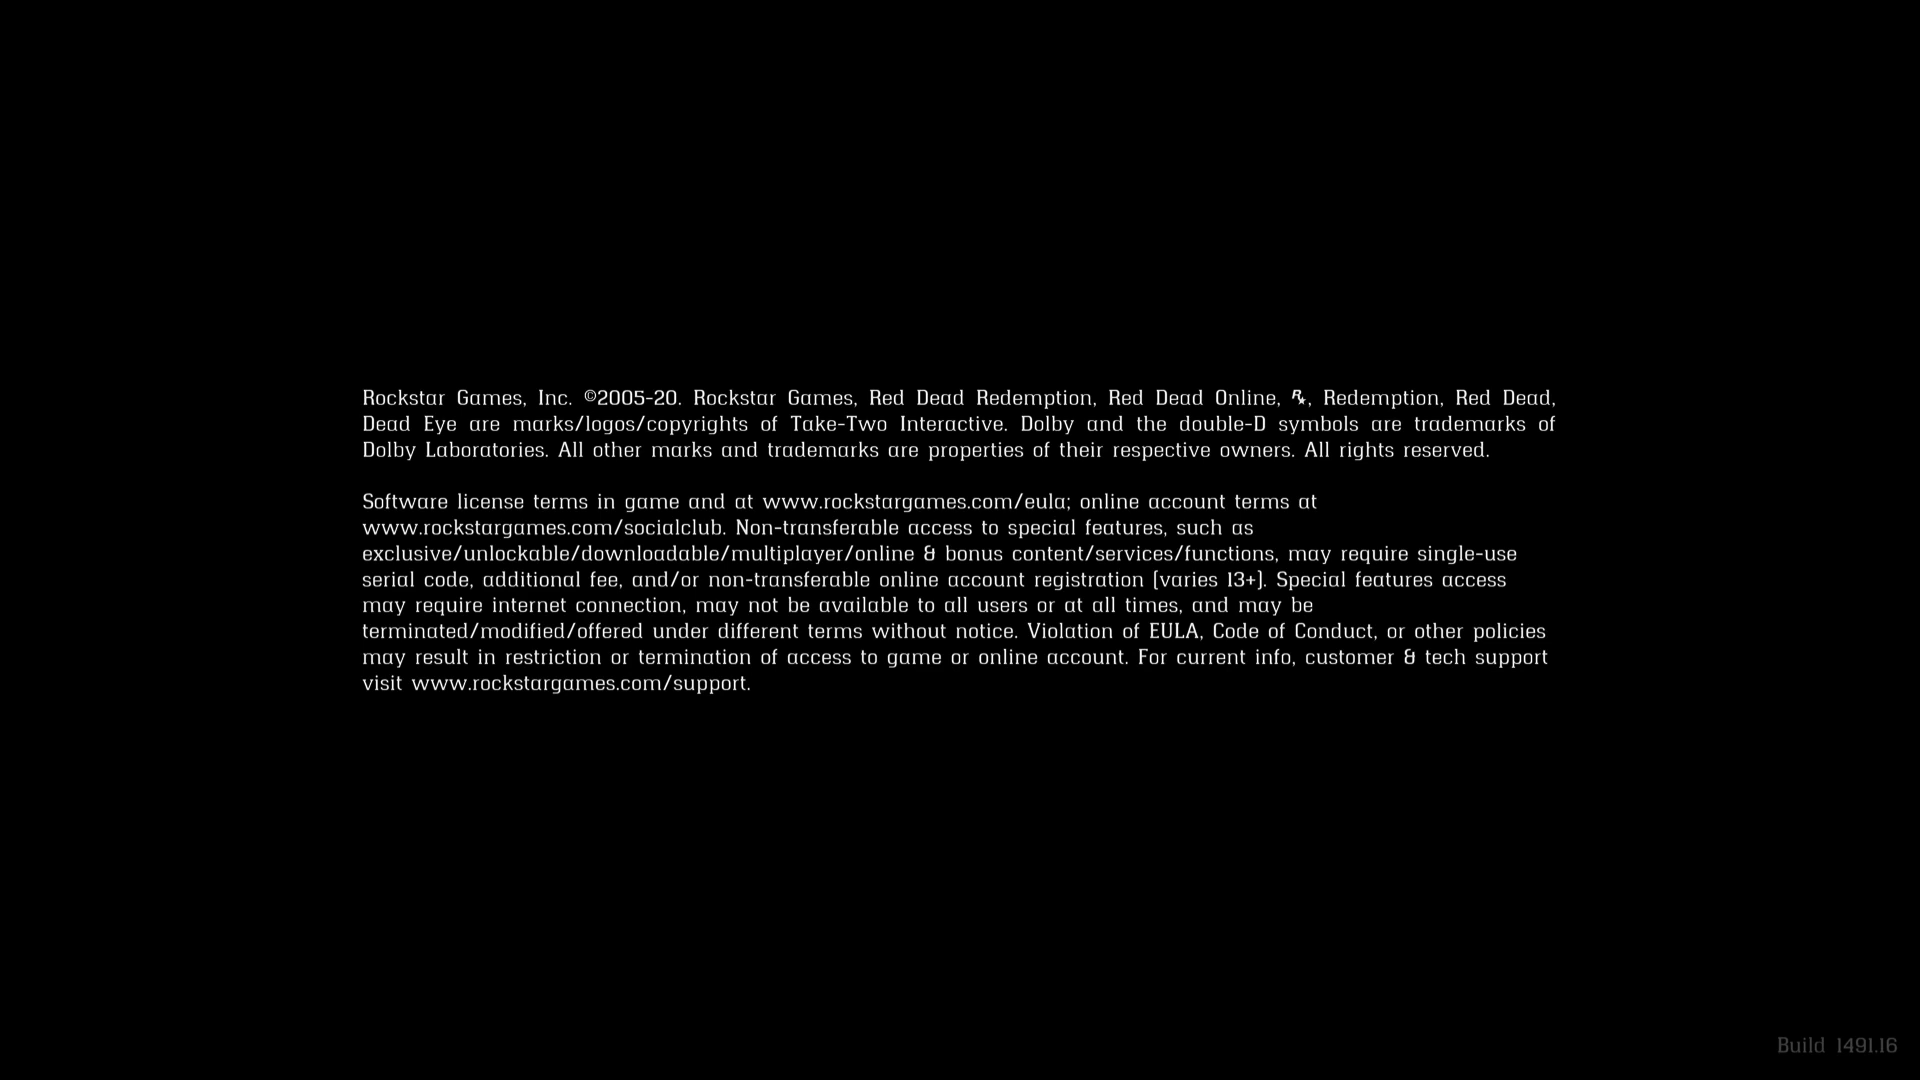 Rockstar Games, Inc. ©2005-20. Rockstar Games, Red Dead Redemption, Red Dead Online, R★, Redemption, Red Dead,
Dead Eye are marks/logos/copyrights of Take-Two Interactive. Dolby and the double-D symbols are trademarks of
Dolby Laboratories. All other marks and trademarks are properties of their respective owners. All rights reserved.
Software license terms in game and at www.rockstargames.com/eula; online account terms at
www.rockstargames.com/socialclub. Non-transferable access to special features, such as
exclusive/unlockable/downloadable/multiplayer/online & bonus content/services/functions, may require single-use
serial code, additional fee, and/or non-transferable online account registration (varies 13+). Special features access
may require internet connection, may not be available to all users or at all times, and may be
terminated/modified/offered under different terms without notice. Violation of EULA, Code of Conduct, or other policies
may result in restriction or termination of access to game or online account. For current info, customer & tech support
visit www.rockstargames.com/support.
Build 1491.16